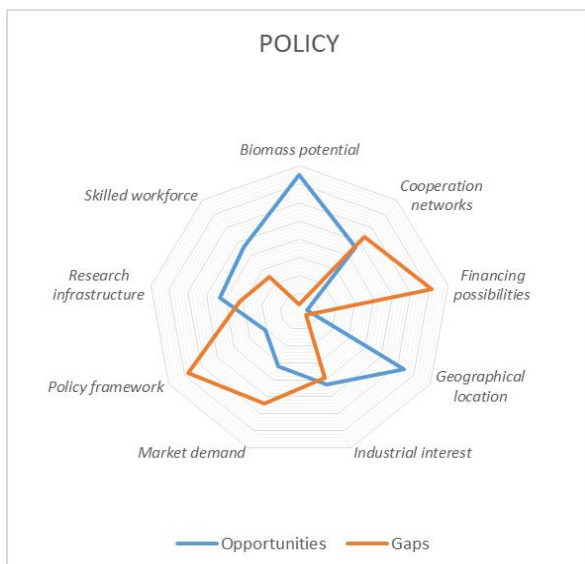 POLICY
Biomass potential
Cooperation
networks
Skilled workforce
Research
infrastructure
Financing
possibilities
Geographical
location
Policy framework
Market demand
Industrial interest
Opportunities
Gaps